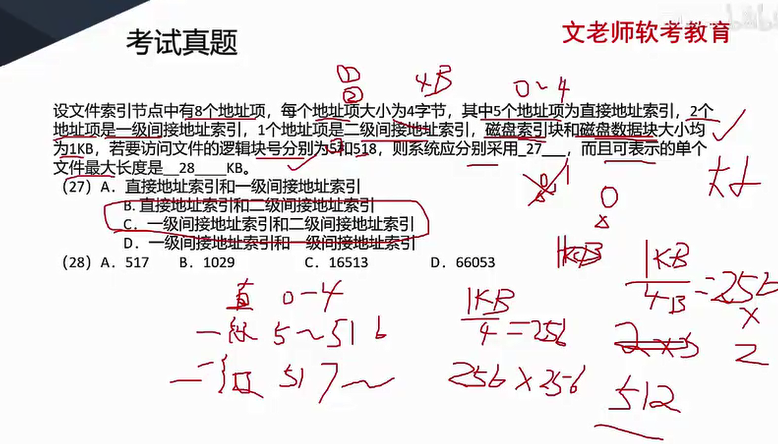 考试真题
文老师软考教育
① 4B 0~4
②
设文件索引节点中有8个地址项，每个地址项大小为4字节，其中5个地址项为直接地址索引，2个
地址项是一级间接地址索引，1个地址项是二级间接地址索引，磁盘索引块和磁盘数据块大小均
为1KB，若要访问文件的逻辑块号分别为5和518，则系统应分别采用_27___，而且可表示的单个
文件最大长度是__28____KB。
(27) A．直接地址索引和一级间接地址索引
B. 直接地址索引和二级间接地址索引
C．一级间接地址索引和二级间接地址索引
D．一级间接地址索引和一级间接地址索引
(28) A．517 B．1029 C．16513 D．66053
大小
0
1KB
4B
=256
×
2
512
直 0-4
一级 5~516
二级 517~
1KB
4
=256
256×256